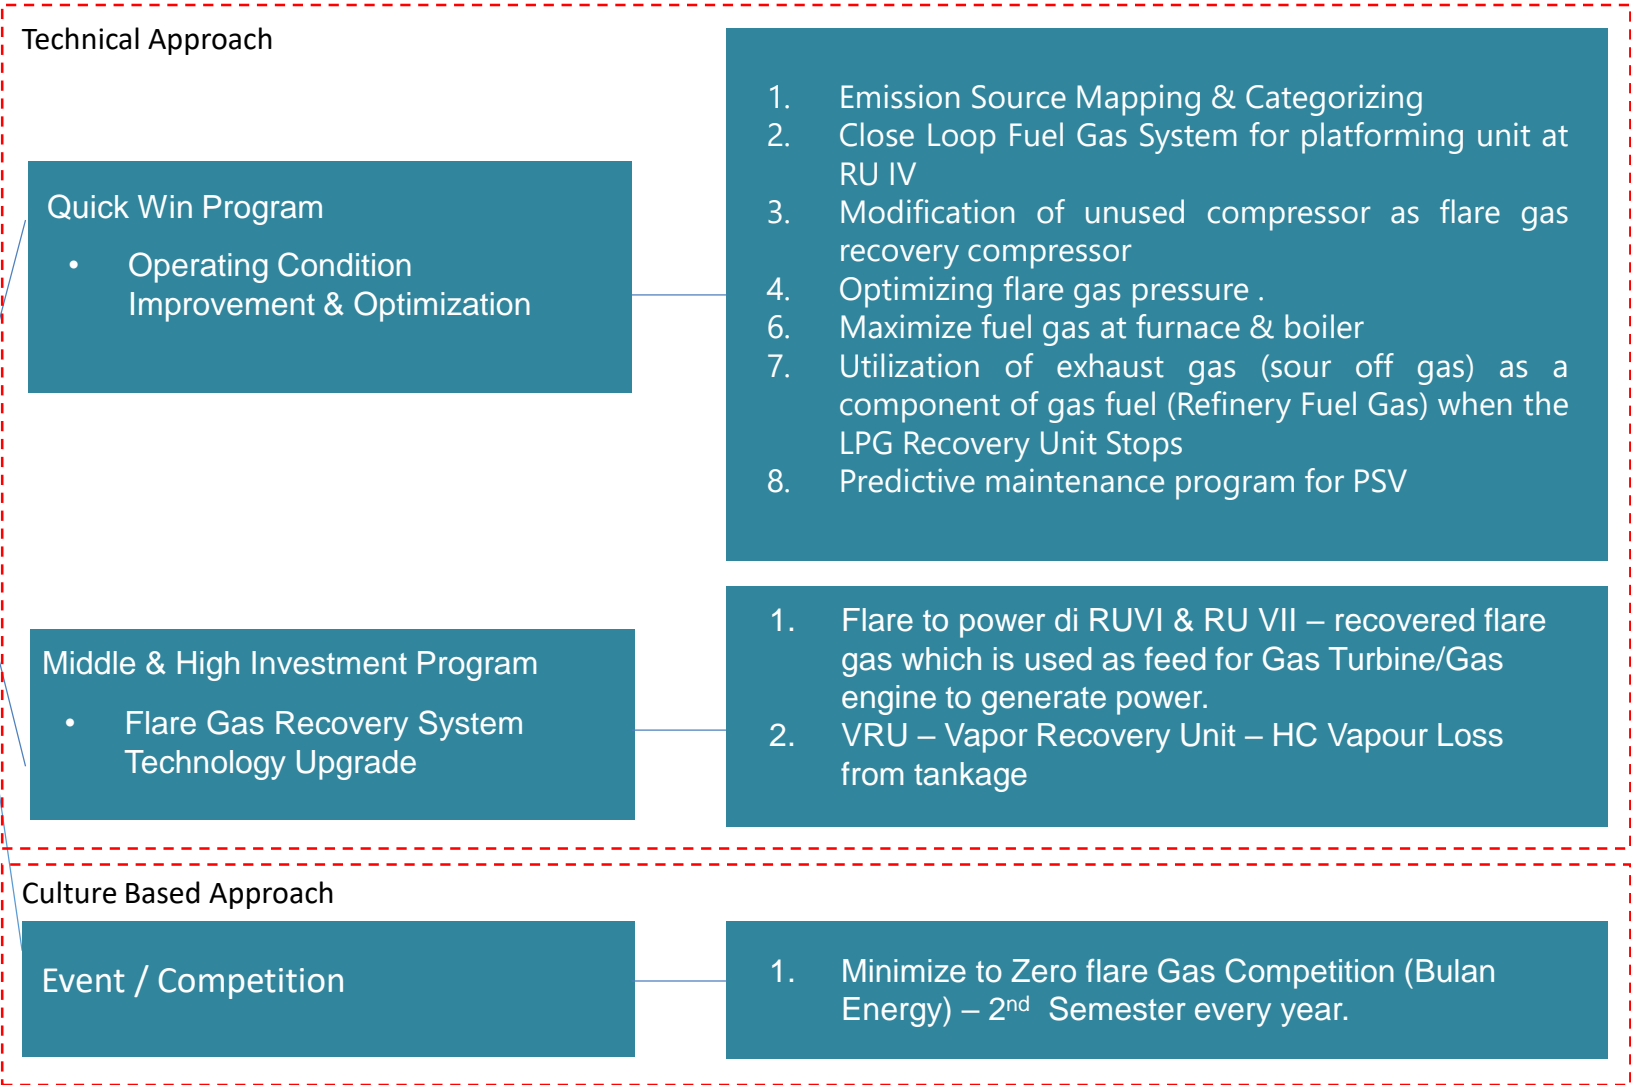 Technical Approach
Quick Win Program
• Operating Condition
Improvement & Optimization
1. Emission Source Mapping & Categorizing
2. Close Loop Fuel Gas System for platforming unit at
RU IV
3. Modification of unused compressor as flare gas
recovery compressor
4. Optimizing flare gas pressure .
6. Maximize fuel gas at furnace & boiler
7. Utilization of exhaust gas (sour off gas) as a
component of gas fuel (Refinery Fuel Gas) when the
LPG Recovery Unit Stops
8. Predictive maintenance program for PSV
Middle & High Investment Program
• Flare Gas Recovery System
Technology Upgrade
1. Flare to power di RUVI & RU VII – recovered flare
gas which is used as feed for Gas Turbine/Gas
engine to generate power.
2. VRU – Vapor Recovery Unit – HC Vapour Loss
from tankage
Culture Based Approach
Event / Competition
1. Minimize to Zero flare Gas Competition (Bulan
Energy) – 2nd Semester every year.